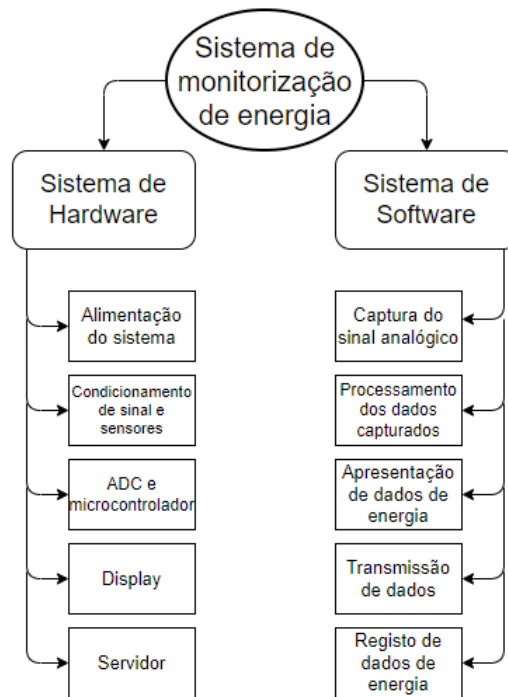 Sistema de
monitorização
de energia
Sistema de
Hardware
Sistema de
Software
Alimentação
do sistema
Captura do
sinal analógico
Condicionamento
de sinal e
sensores
Processamento
dos dados
capturados
ADC e
microcontrolador
Apresentação
de dados de
energia
Display
Transmissão
de dados
Servidor
Registo de
dados de
energia